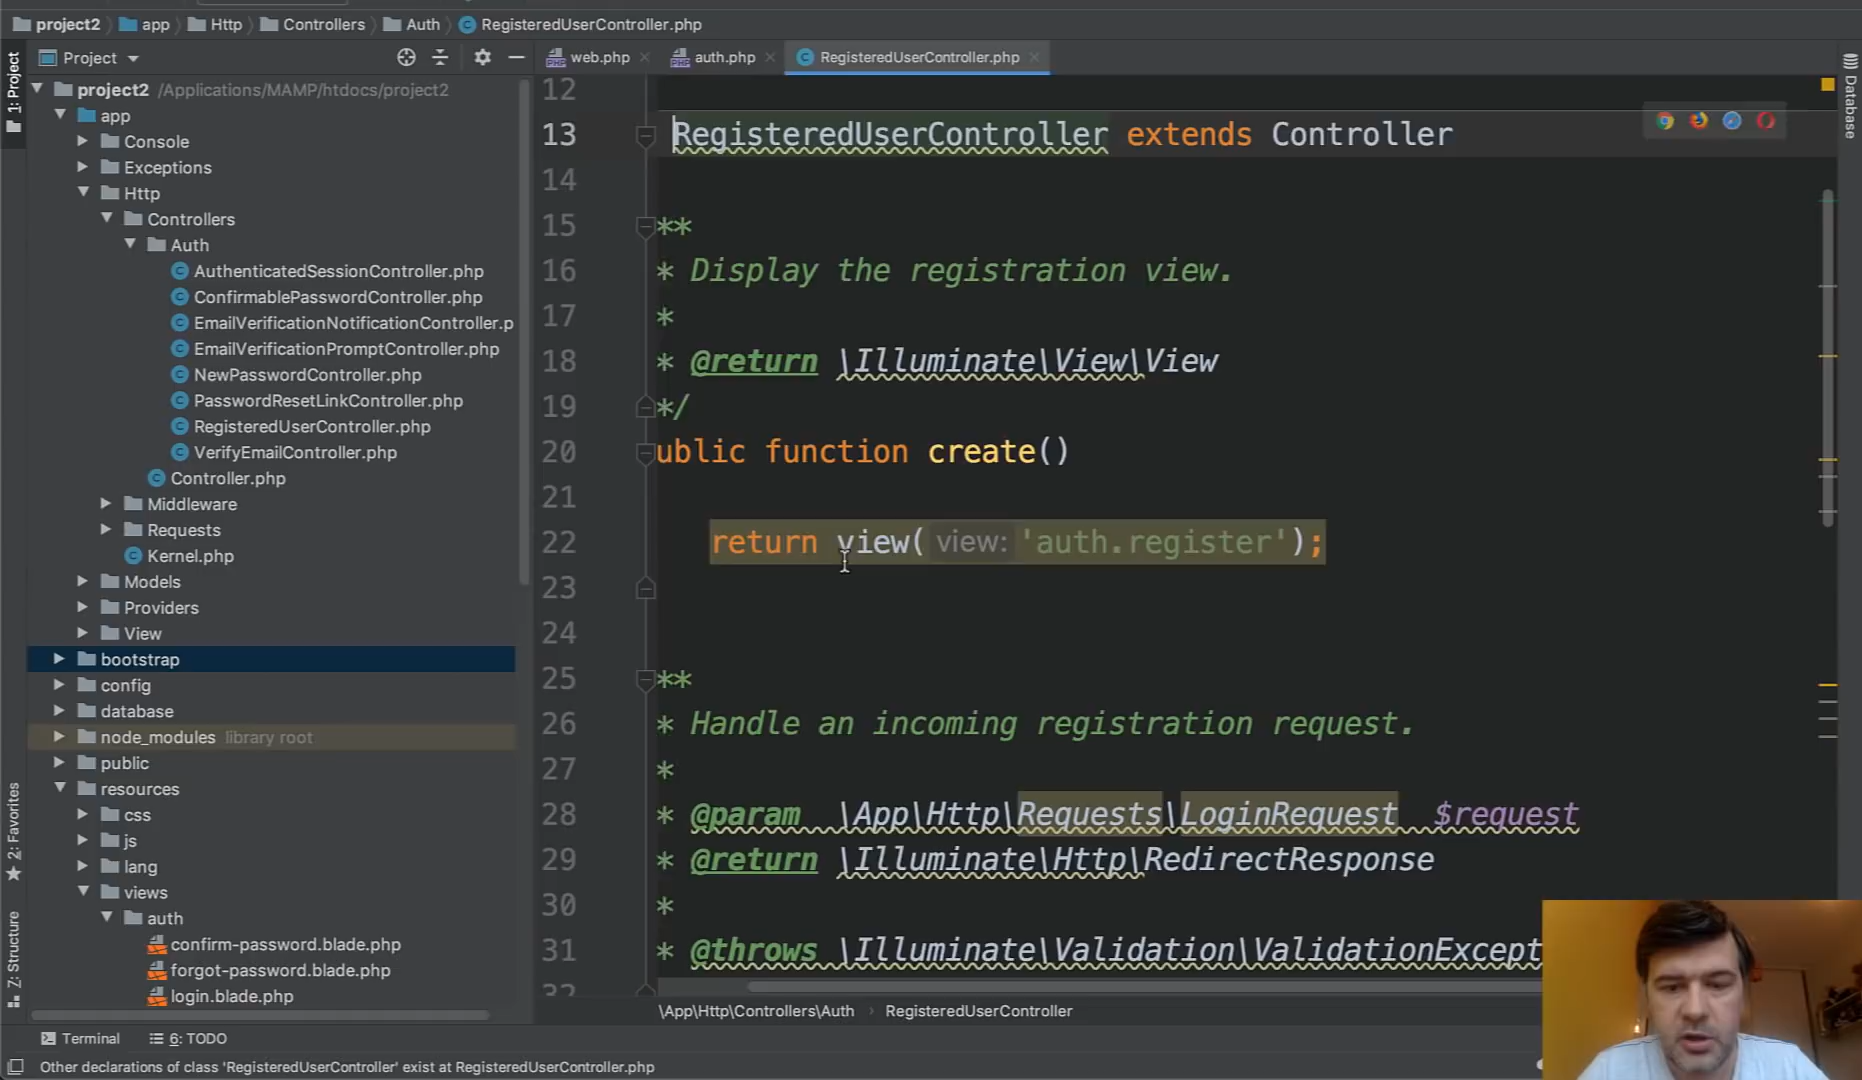 project2 app Http Controllers Auth RegisteredUserController.php
Project
web.php
auth.php
RegisteredUserController.php
1: Project
2: Favorites
Z: Structure
Database
project2 /Applications/MAMP/htdocs/project2
app
Console
Exceptions
Http
Controllers
Auth
AuthenticatedSessionController.php
ConfirmablePasswordController.php
EmailVerificationNotificationController.p
EmailVerificationPromptController.php
NewPasswordController.php
PasswordResetLinkController.php
RegisteredUserController.php
VerifyEmailController.php
Controller.php
Middleware
Requests
Kernel.php
Models
Providers
View
bootstrap
config
database
node_modules library root
public
resources
css
js
lang
views
auth
confirm-password.blade.php
forgot-password.blade.php
login.blade.php
12
13 RegisteredUserController extends Controller
14
15 **
16 * Display the registration view.
17 *
18 * @return \Illuminate\View\View
19 */
20 ublic function create()
21
22 return view( view: 'auth.register');
23
24
25 **
26 * Handle an incoming registration request.
27 *
28 * @param \App\Http\Requests\LoginRequest $request
29 * @return \Illuminate\Http\RedirectResponse
30 *
31 * @throws \Illuminate\Validation\ValidationExcept
32
\App\Http\Controllers\Auth › RegisteredUserController
Terminal
6: TODO
Other declarations of class 'RegisteredUserController' exist at RegisteredUserController.php